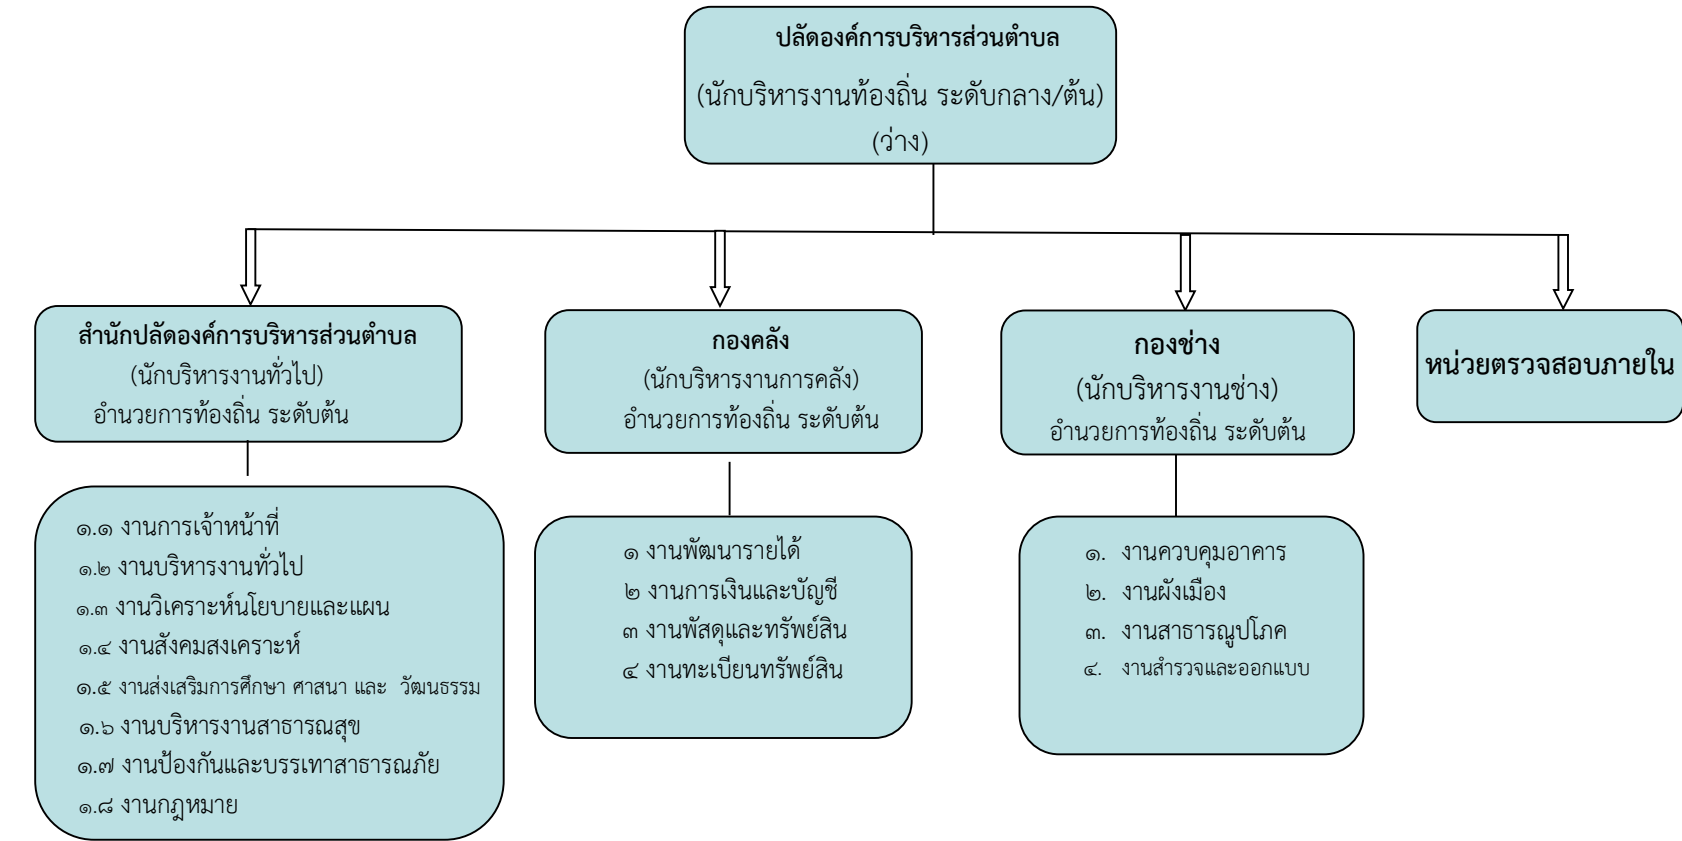 ปลัดองค์การบริหารส่วนตำบล
(นักบริหารงานท้องถิ่น ระดับกลาง/ต้น)
(ว่าง)
สำนักปลัดองค์การบริหารส่วนตำบล
(นักบริหารงานทั่วไป)
อำนวยการท้องถิ่น ระดับต้น
กองคลัง
(นักบริหารงานการคลัง)
อำนวยการท้องถิ่น ระดับต้น
กองช่าง
(นักบริหารงานช่าง)
อำนวยการท้องถิ่น ระดับต้น
หน่วยตรวจสอบภายใน
๑.๑ งานการเจ้าหน้าที่
๑.๒ งานบริหารงานทั่วไป
๑.๓ งานวิเคราะห์นโยบายและแผน
๑.๔ งานสังคมสงเคราะห์
๑.๕ งานส่งเสริมการศึกษา ศาสนา และ วัฒนธรรม
๑.๖ งานบริหารงานสาธารณสุข
๑.๗ งานป้องกันและบรรเทาสาธารณภัย
๑.๘ งานกฎหมาย
๑ งานพัฒนารายได้
๒ งานการเงินและบัญชี
๓ งานพัสดุและทรัพย์สิน
๔ งานทะเบียนทรัพย์สิน
๑. งานควบคุมอาคาร
๒. งานผังเมือง
๓. งานสาธารณูปโภค
๔. งานสำรวจและออกแบบ